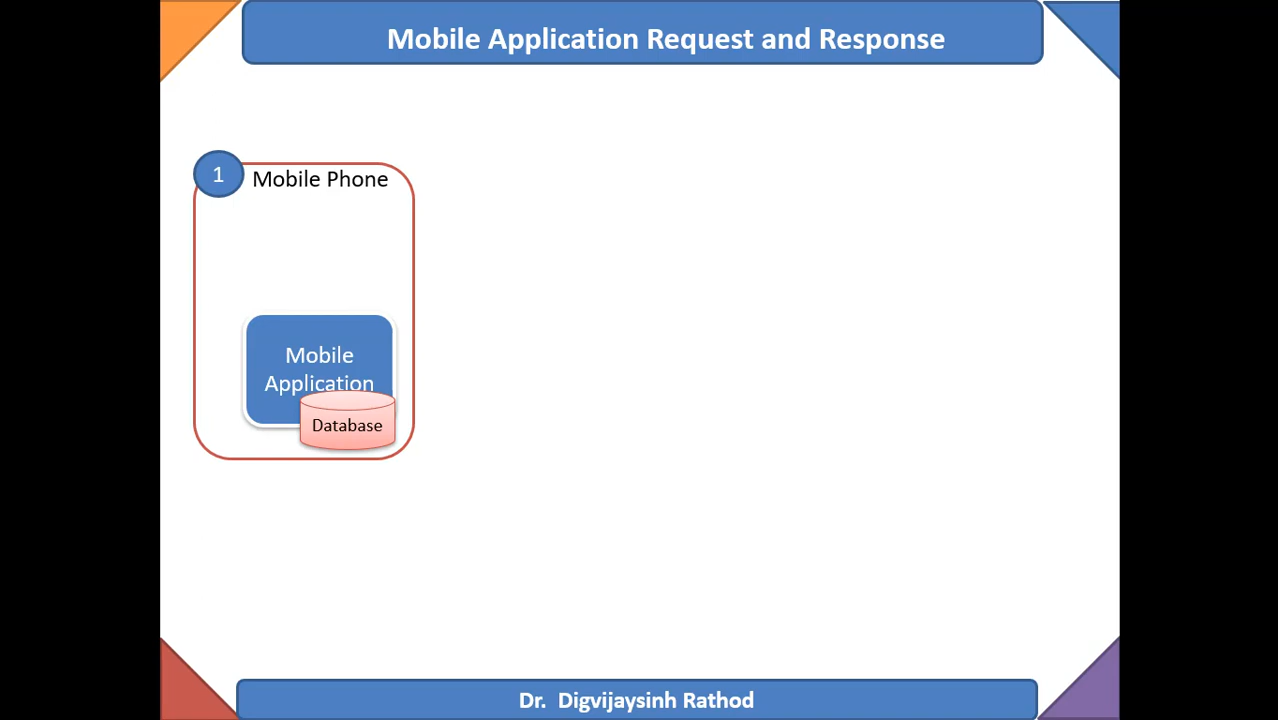 Mobile Application Request and Response
1
Mobile Phone
Mobile
Application
Database
Dr. Digvijaysinh Rathod